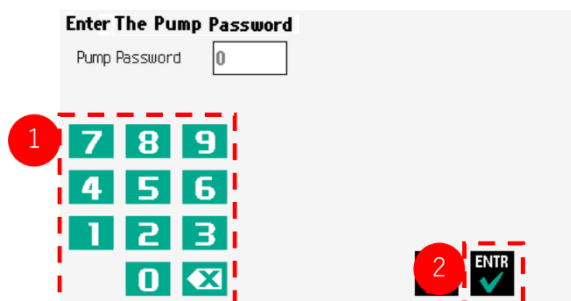 Enter The Pump Password
Pump Password 0
1 7 8 9
4 5 6
1 2 3
0
2 ENTR